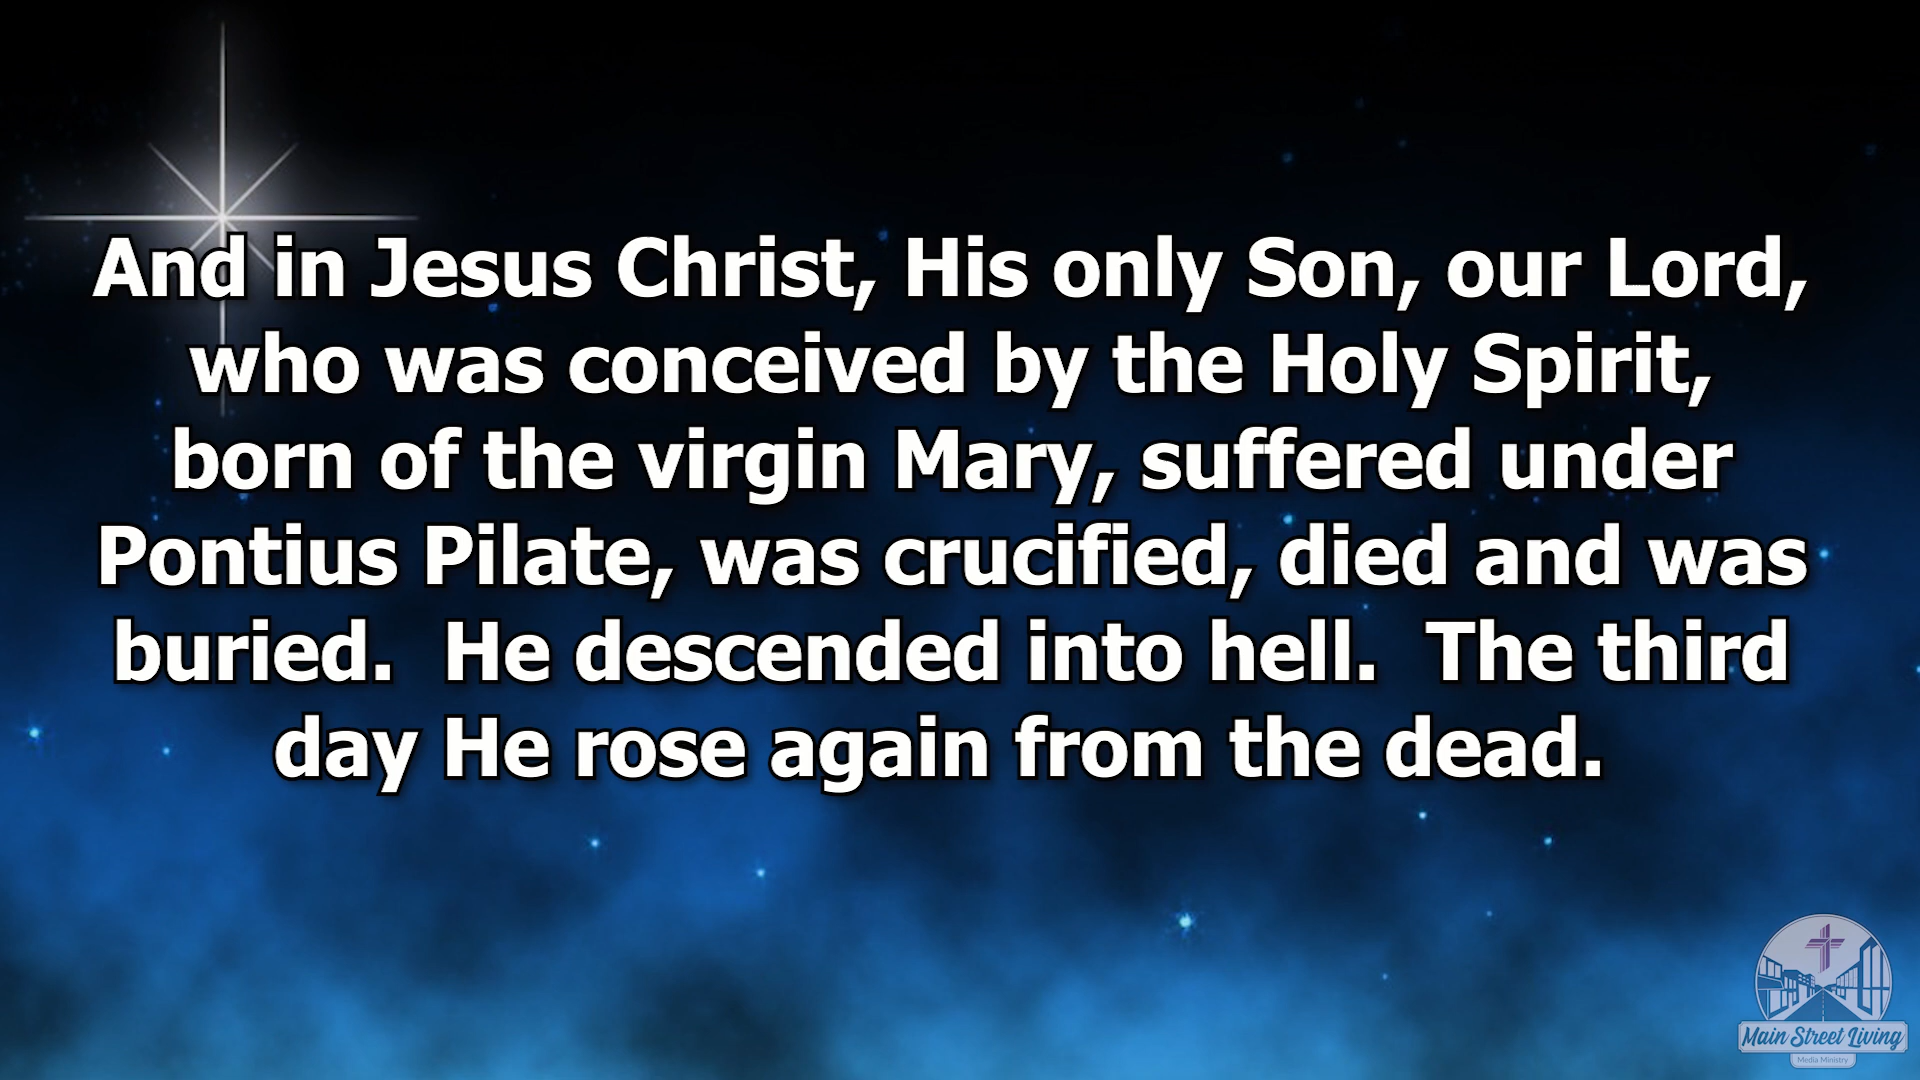 And in Jesus Christ, His only Son, our Lord,
who was conceived by the Holy Spirit,
born of the virgin Mary, suffered under
Pontius Pilate, was crucified, died and was
buried.  He descended into hell.  The third
day He rose again from the dead.
Main Street Living
Media Ministry